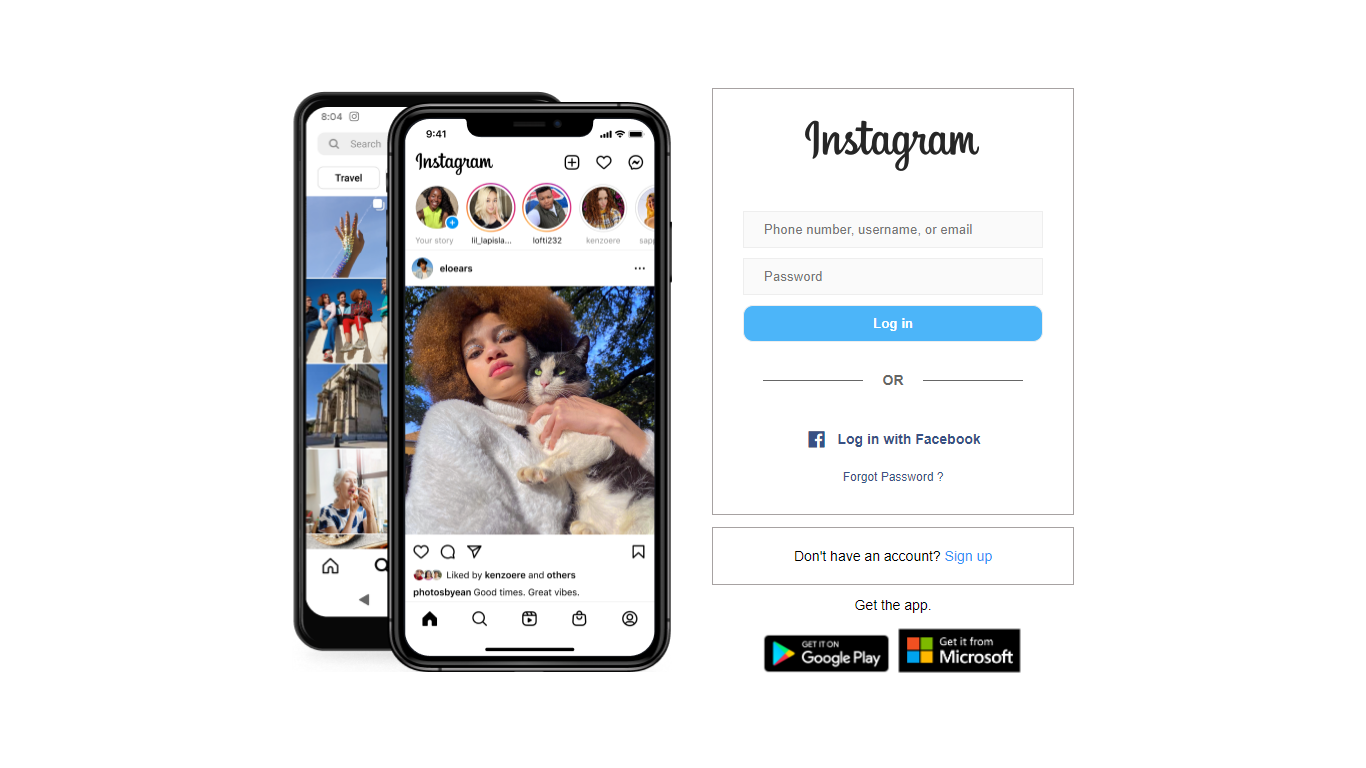 8:04
Search
Travel
9:41
Instagram
Your story
lil_lapisla...
lofti232
kenzoere
sap
eloears
...
Liked by kenzoere and others
photosbyean Good times. Great vibes.
Instagram
Phone number, username, or email
Password
Log in
OR
Log in with Facebook
Forgot Password ?
Don't have an account? Sign up
Get the app.
GET IT ON
Google Play
Get it from
Microsoft